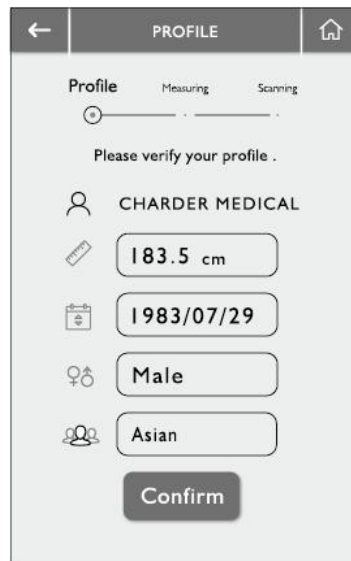 PROFILE
Profile Measuring Scanning
Please verify your profile .
CHARDER MEDICAL
183.5 cm
1983/07/29
Male
Asian
Confirm